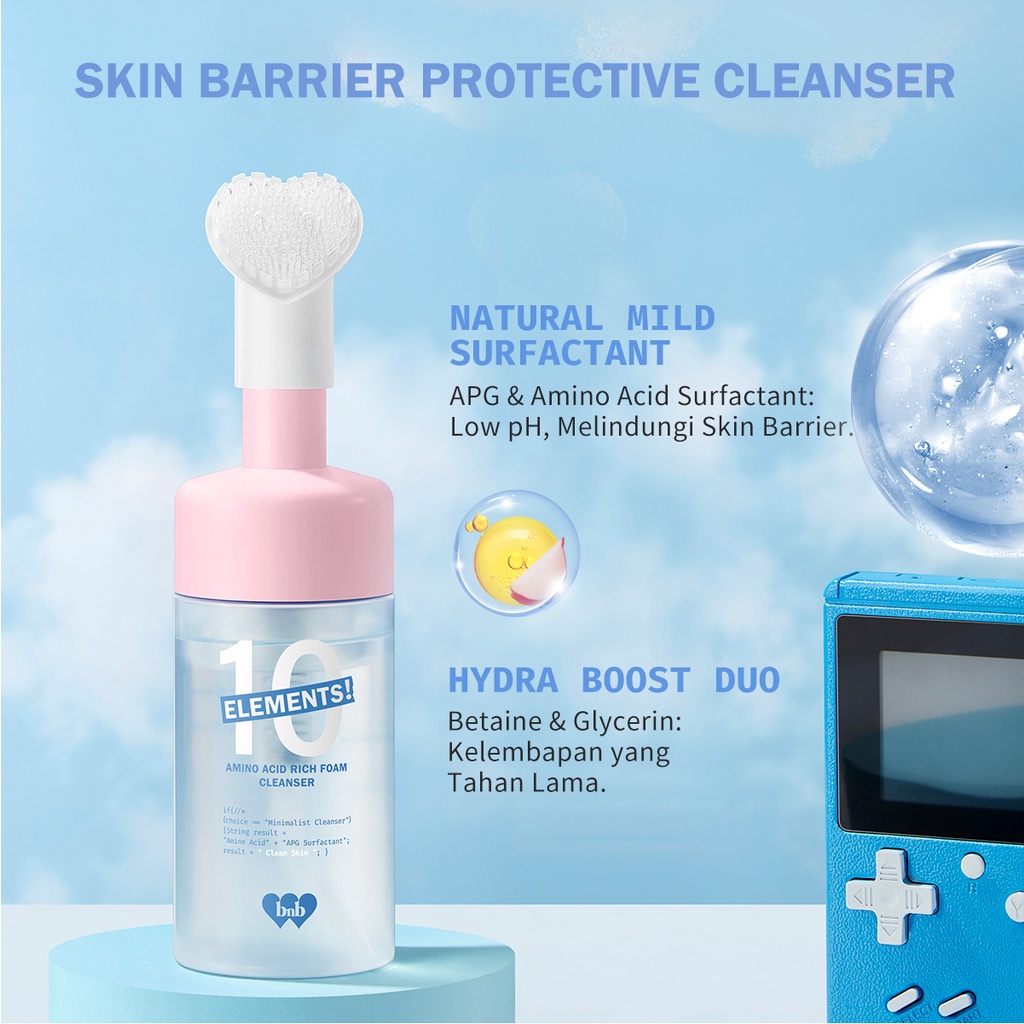 SKIN BARRIER PROTECTIVE CLEANSER
NATURAL MILD
SURFACTANT
APG & Amino Acid Surfactant:
Low pH, Melindungi Skin Barrier.
HYDRA BOOST DUO
Betaine & Glycerin:
Kelembapan yang
Tahan Lama.
10
ELEMENTS!
AMINO ACID RICH FOAM
CLEANSER
if(//*
(choice == "Minimalist Cleanser")
{String result =
"Amino Acid" + "APG Surfactant";
result = " Clean Skin "; }
bnb
R
Y
SELECT
START